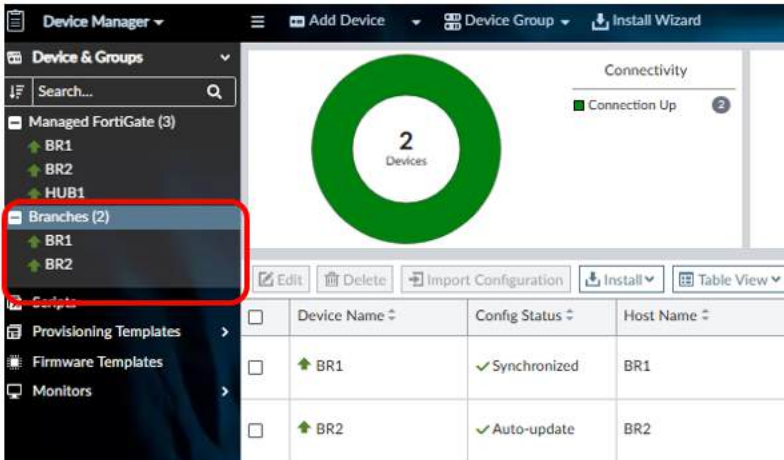 Device Manager
Add Device
Device Group
Install Wizard
Device & Groups
Search...
Managed FortiGate (3)
BR1
BR2
HUB1
Branches (2)
BR1
BR2
Scripts
Provisioning Templates
Firmware Templates
Monitors
2
Devices
Connectivity
Connection Up 2
Edit
Delete
Import Configuration
Install
Table View
Device Name Config Status Host Name
BR1 Synchronized BR1
BR2 Auto-update BR2